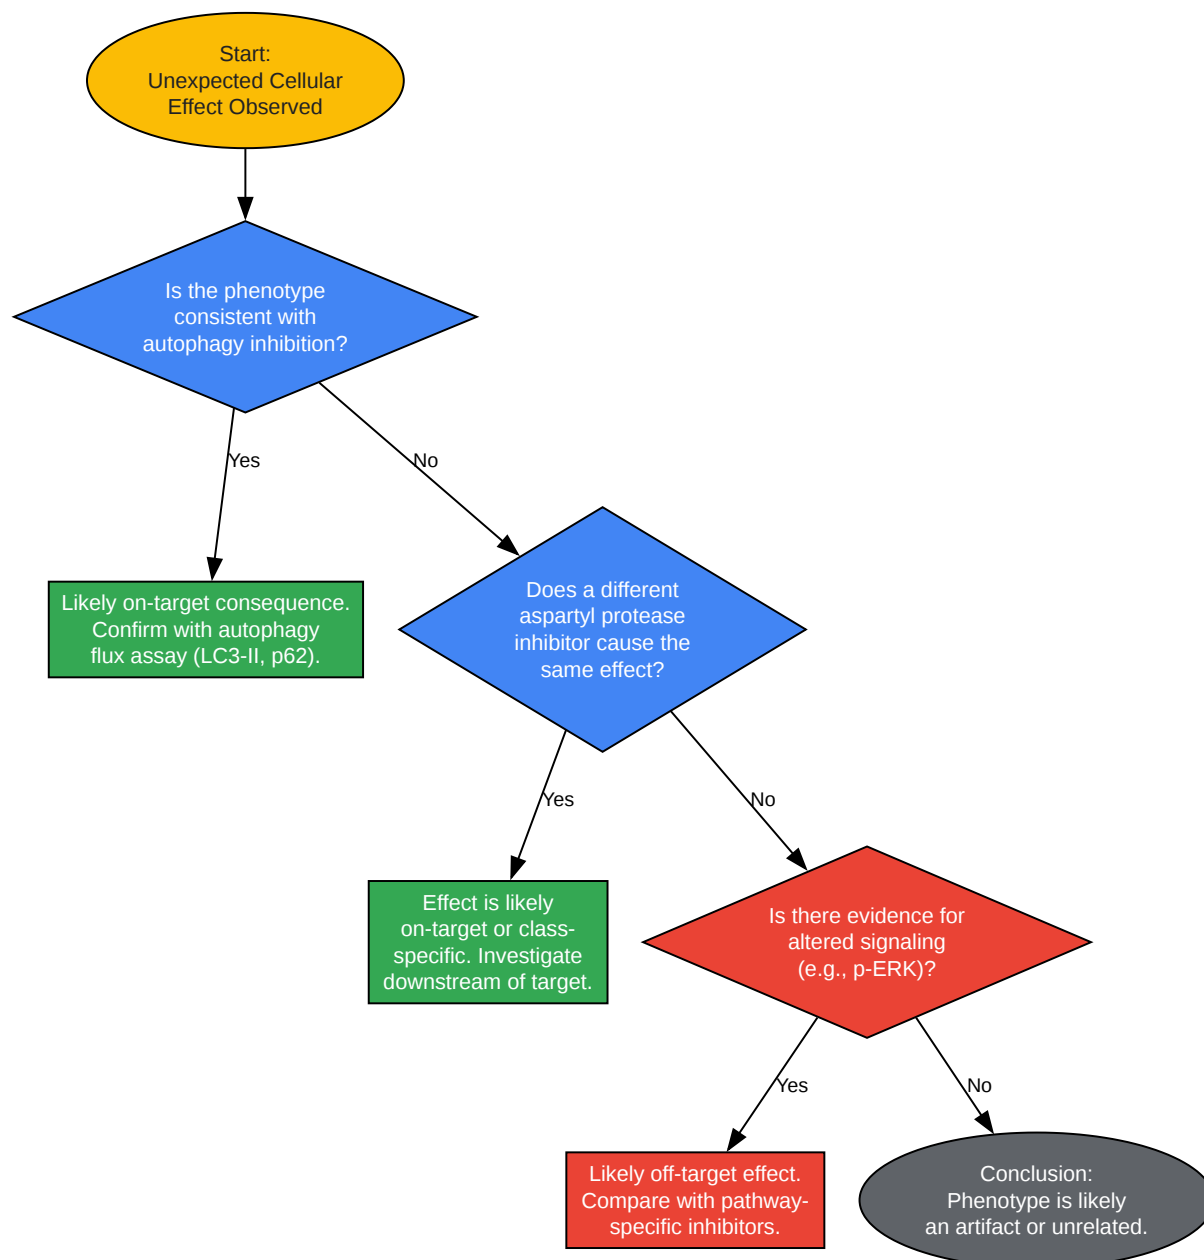 Start:
Unexpected Cellular
Effect Observed
Is the phenotype
consistent with
autophagy inhibition?
Yes
No
Likely on-target consequence.
Confirm with autophagy
flux assay (LC3-II, p62).
Does a different
aspartyl protease
inhibitor cause the
same effect?
Yes
No
Effect is likely
on-target or class-
specific. Investigate
downstream of target.
Is there evidence for
altered signaling
(e.g., p-ERK)?
Yes
No
Likely off-target effect.
Compare with pathway-
specific inhibitors.
Conclusion:
Phenotype is likely
an artifact or unrelated.